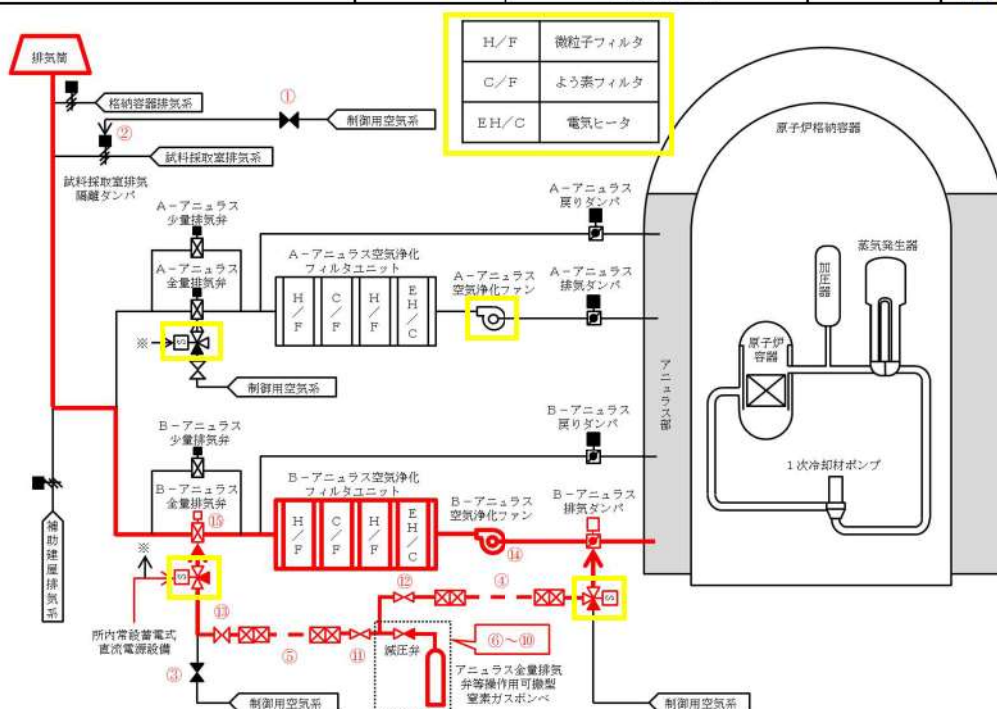 H/F 微粒子フィルタ
C/F よう素フィルタ
EH/C 電気ヒータ
排気筒
格納容器排気系
①
制御用空気系
②
試料採取室排気系
試料採取室排気
隔離ダンパ
原子炉格納容器
A-アニュラス
少量排気弁
A-アニュラス
戻りダンパ
A-アニュラス
全量排気弁
A-アニュラス空気浄化
フィルタユニット
H/F
C/F
H/F
EH/C
A-アニュラス
空気浄化ファン
A-アニュラス
排気ダンパ
蒸気発生器
加圧器
原子炉
容器
※
S
制御用空気系
アニュラス部
1次冷却材ポンプ
B-アニュラス
少量排気弁
B-アニュラス
戻りダンパ
B-アニュラス
全量排気弁
⑮
B-アニュラス空気浄化
フィルタユニット
H/F
C/F
H/F
EH/C
B-アニュラス
空気浄化ファン
⑭
B-アニュラス
排気ダンパ
補助建屋排気系
※
S
⑫
④
S
所内常設蓄電式
直流電源設備
⑬
⑤
⑪
減圧弁
⑥～⑩
アニュラス全量排気
弁等操作用可搬型
窒素ガスボンベ
③
制御用空気系
制御用空気系